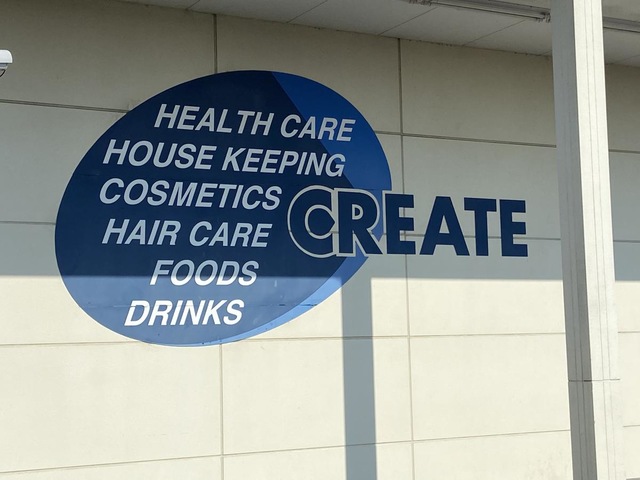 HEALTH CARE
HOUSE KEEPING
COSMETICS
HAIR CARE
FOODS
DRINKS
CREATE